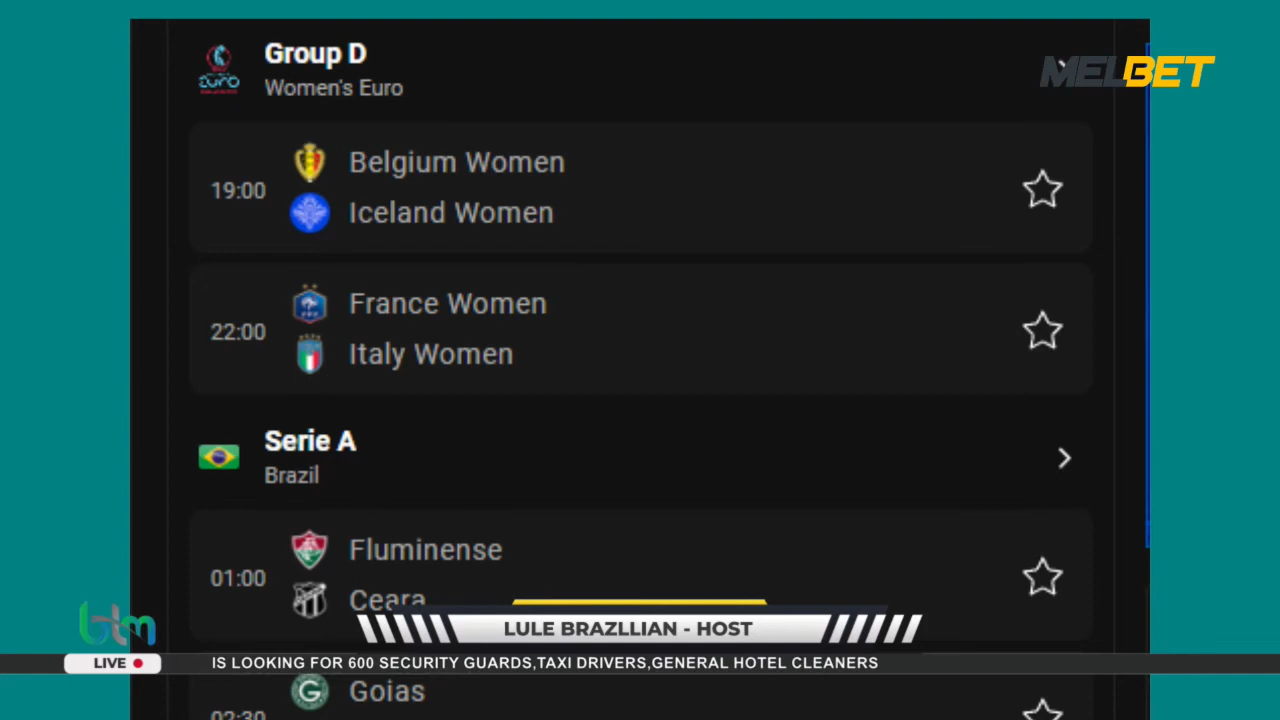 Group D
Women's Euro
MELBET
19:00
Belgium Women
Iceland Women
22:00
France Women
Italy Women
Serie A
Brazil
01:00
Fluminense
Ceara
btm
LULE BRAZLLIAN - HOST
LIVE
IS LOOKING FOR 600 SECURITY GUARDS,TAXI DRIVERS,GENERAL HOTEL CLEANERS
02:30
Goias